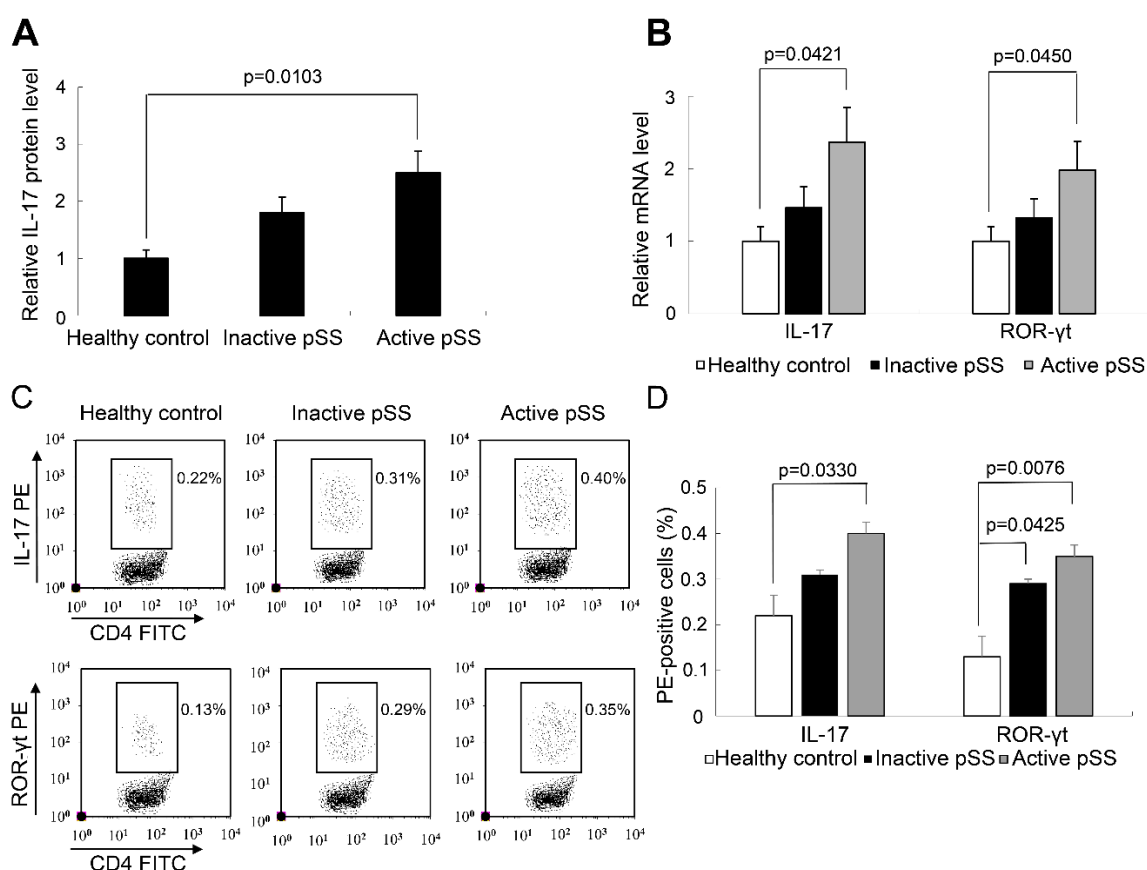 A
p=0.0103
Relative IL-17 protein level
4
3
2
1
0
Healthy control Inactive pSS Active pSS
B
p=0.0421 p=0.0450
Relative mRNA level
3
2
1
0
IL-17 ROR-γt
Healthy control Inactive pSS Active pSS
C
Healthy control Inactive pSS Active pSS
IL-17 PE
10⁴ 10⁴ 10⁴
10³ 10³ 10³
0.22% 0.31% 0.40%
10² 10² 10²
10¹ 10¹ 10¹
10⁰ 10⁰ 10⁰
10⁰ 10¹ 10² 10³ 10⁴ 10⁰ 10¹ 10² 10³ 10⁴ 10⁰ 10¹ 10² 10³ 10⁴
CD4 FITC
ROR-γt PE
10⁴ 10⁴ 10⁴
10³ 10³ 10³
0.13% 0.29% 0.35%
10² 10² 10²
10¹ 10¹ 10¹
10⁰ 10⁰ 10⁰
10⁰ 10¹ 10² 10³ 10⁴ 10⁰ 10¹ 10² 10³ 10⁴ 10⁰ 10¹ 10² 10³ 10⁴
CD4 FITC
D
p=0.0330 p=0.0076
p=0.0425
PE-positive cells (%)
0.5
0.4
0.3
0.2
0.1
0
IL-17 ROR-γt
Healthy control Inactive pSS Active pSS